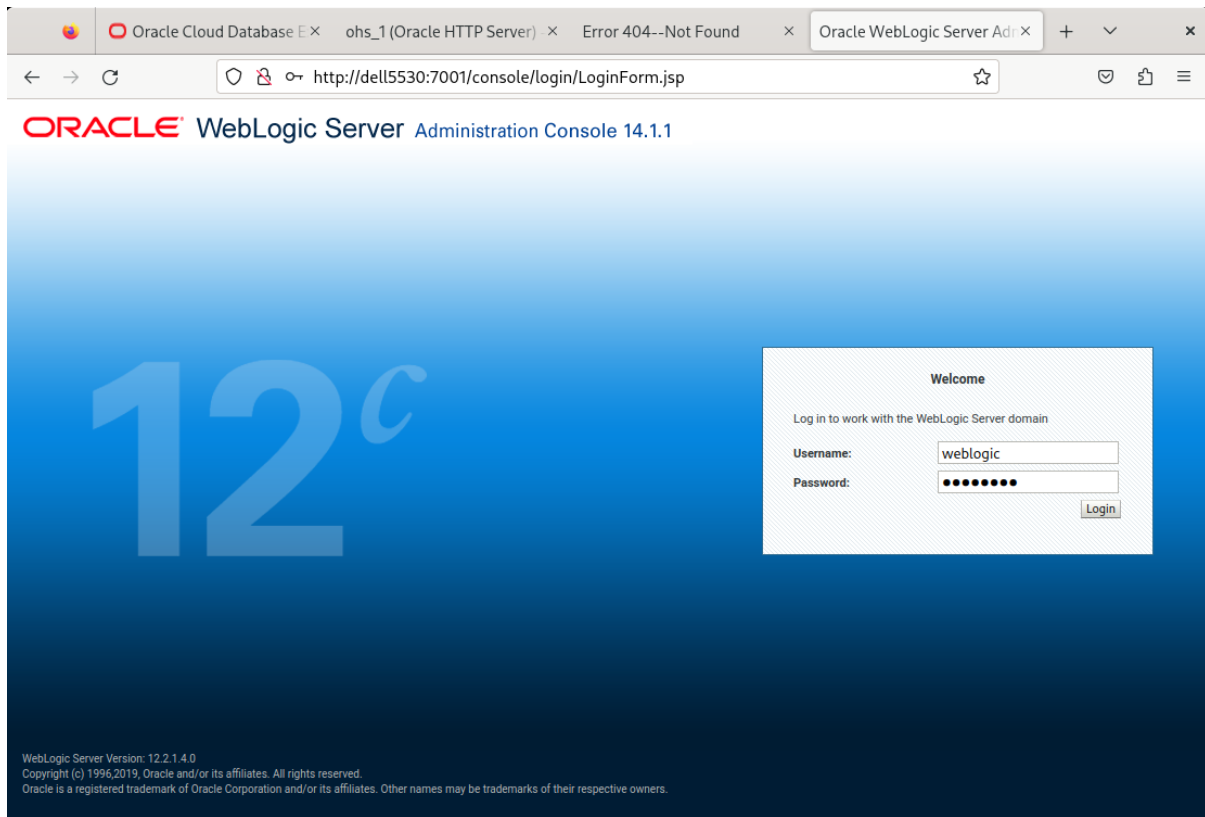 Oracle Cloud Database E
ohs_1 (Oracle HTTP Server) -
Error 404--Not Found
Oracle WebLogic Server Adr
http://dell5530:7001/console/login/LoginForm.jsp
ORACLE WebLogic Server Administration Console 14.1.1
12c
Welcome
Log in to work with the WebLogic Server domain
Username: weblogic
Password: ●●●●●●●●
Login
WebLogic Server Version: 12.2.1.4.0
Copyright (c) 1996,2019, Oracle and/or its affiliates. All rights reserved.
Oracle is a registered trademark of Oracle Corporation and/or its affiliates. Other names may be trademarks of their respective owners.